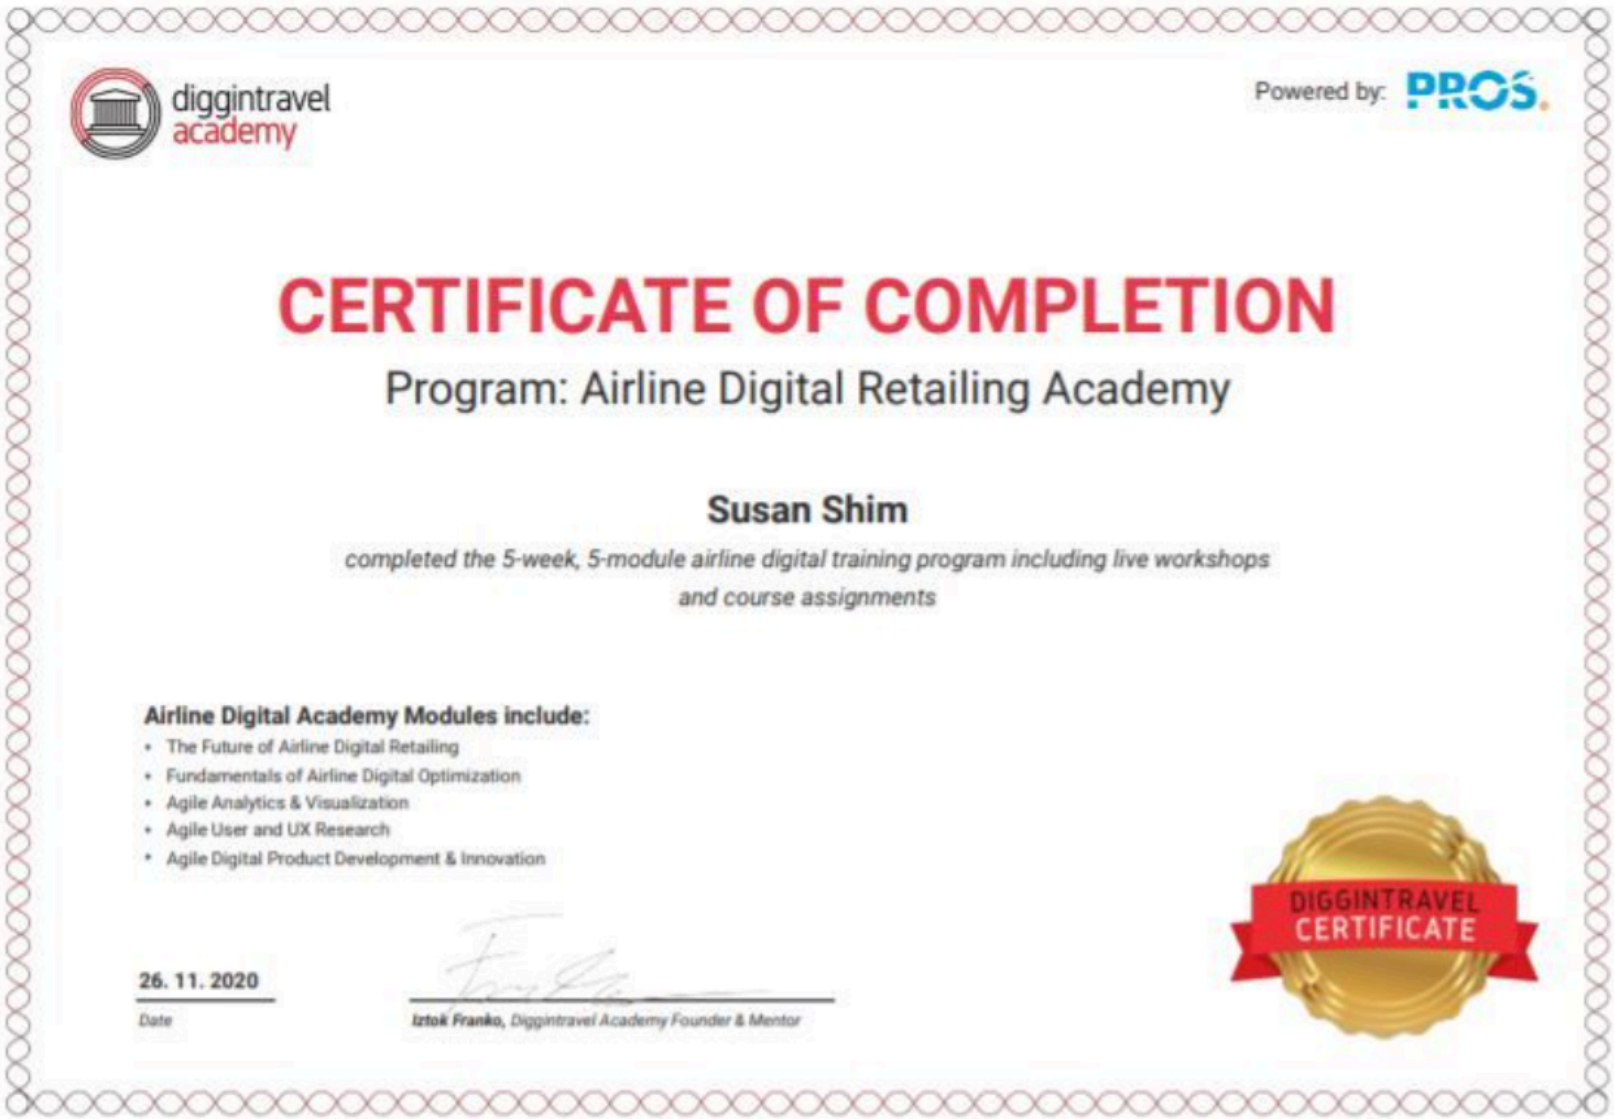 diggintravel
academy
Powered by: PROS.
CERTIFICATE OF COMPLETION
Program: Airline Digital Retailing Academy
Susan Shim
completed the 5-week, 5-module airline digital training program including live workshops
and course assignments
Airline Digital Academy Modules include:
• The Future of Airline Digital Retailing
• Fundamentals of Airline Digital Optimization
• Agile Analytics & Visualization
• Agile User and UX Research
• Agile Digital Product Development & Innovation
DIGGINTRAVEL
CERTIFICATE
26. 11. 2020
Date
Iztok Franko, Diggintravel Academy Founder & Mentor